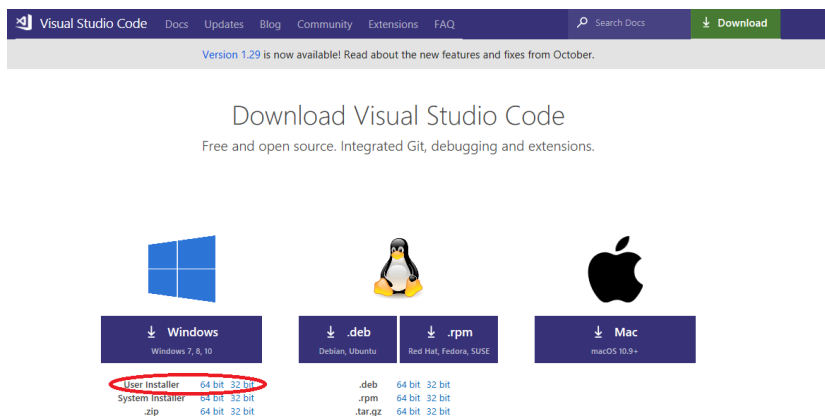 Visual Studio Code Docs Updates Blog Community Extensions FAQ Search Docs Download
Version 1.29 is now available! Read about the new features and fixes from October.
Download Visual Studio Code
Free and open source. Integrated Git, debugging and extensions.
Windows
Windows 7, 8, 10
User Installer 64 bit 32 bit
System Installer 64 bit 32 bit
.zip 64 bit 32 bit
.deb
Debian, Ubuntu
.rpm
Red Hat, Fedora, SUSE
.deb 64 bit 32 bit
.rpm 64 bit 32 bit
.tar.gz 64 bit 32 bit
Mac
macOS 10.9+